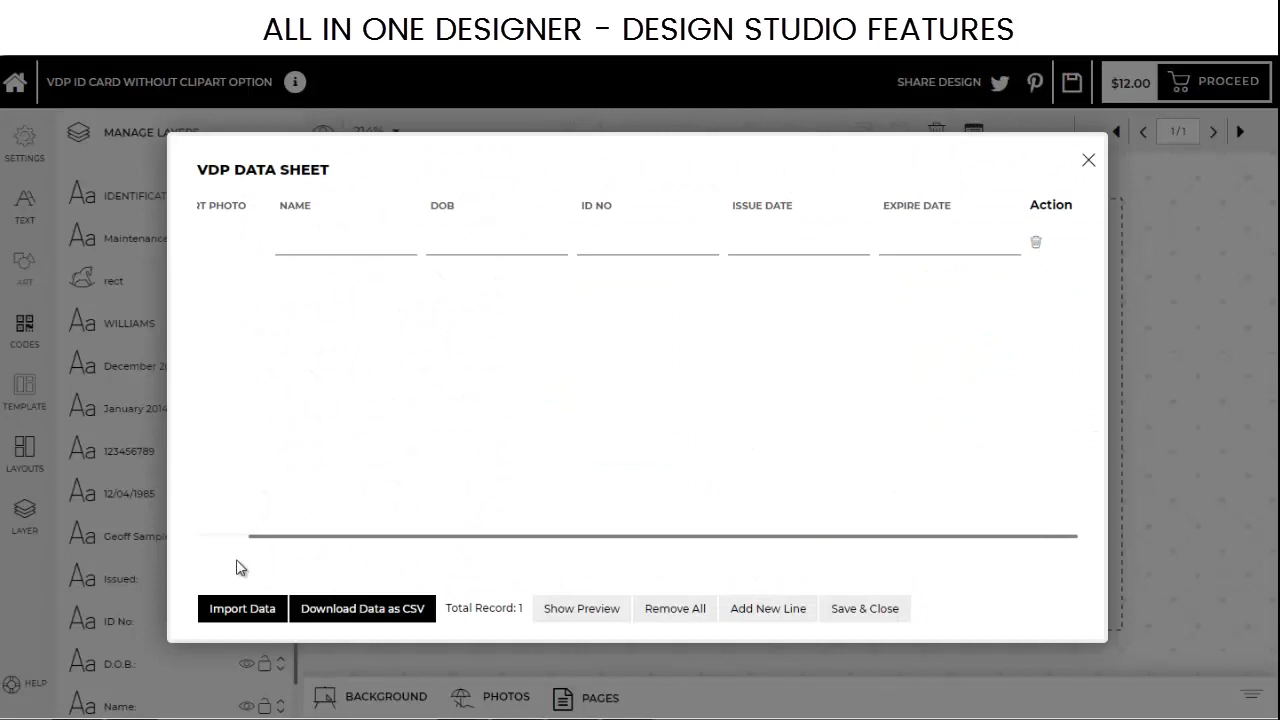 ALL IN ONE DESIGNER - DESIGN STUDIO FEATURES
VDP ID CARD WITHOUT CLIPART OPTION
SHARE DESIGN
$12.00
PROCEED
MANAGE LAYERS
214%
1/1
SETTINGS
TEXT
ART
CODES
TEMPLATE
LAYOUTS
LAYER
HELP
IDENTIFICAT
Maintenance
rect
WILLIAMS
December 2
January 2014
123456789
12/04/1985
Geoff Sampl
Issued:
ID No:
D.O.B.:
Name:
VDP DATA SHEET
RT PHOTO
NAME
DOB
ID NO
ISSUE DATE
EXPIRE DATE
Action
Import Data
Download Data as CSV
Total Record: 1
Show Preview
Remove All
Add New Line
Save & Close
BACKGROUND
PHOTOS
PAGES